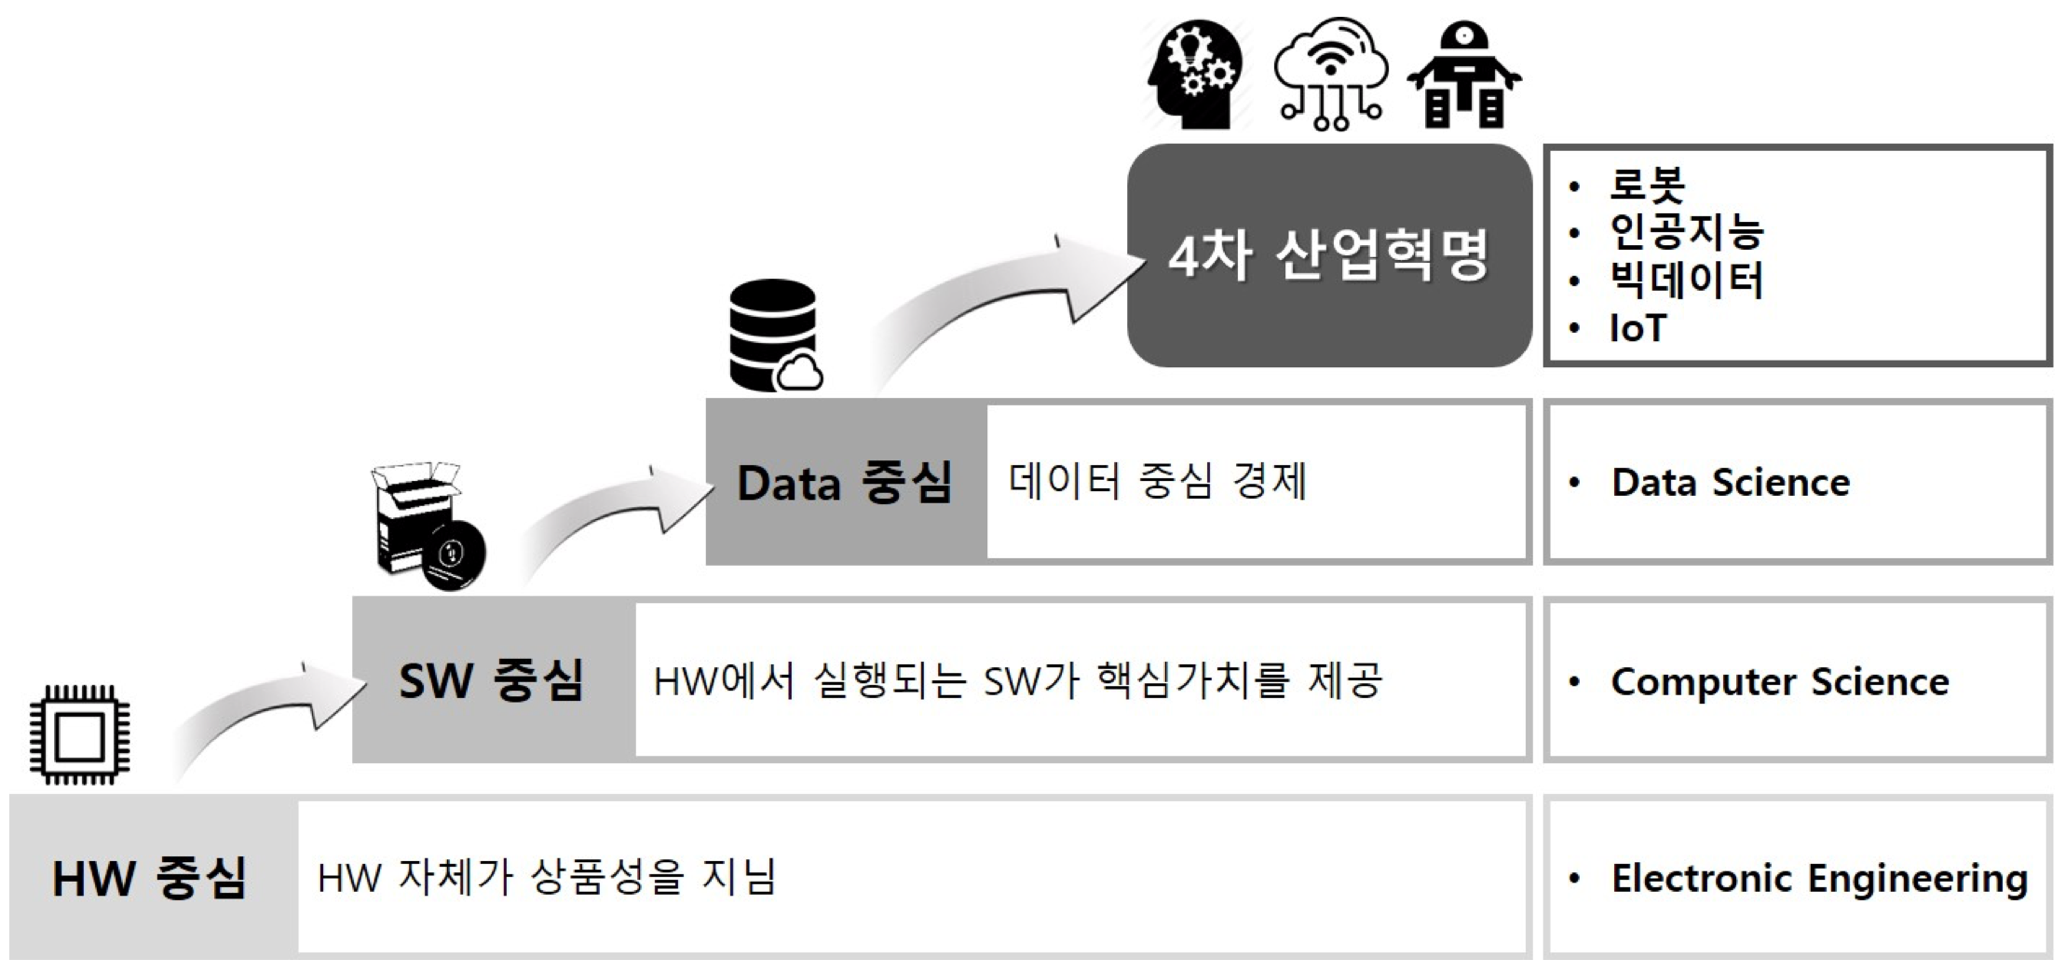 4차 산업혁명
• 로봇
• 인공지능
• 빅데이터
• IoT
Data 중심
데이터 중심 경제
• Data Science
SW 중심
HW에서 실행되는 SW가 핵심가치를 제공
• Computer Science
HW 중심
HW 자체가 상품성을 지님
• Electronic Engineering